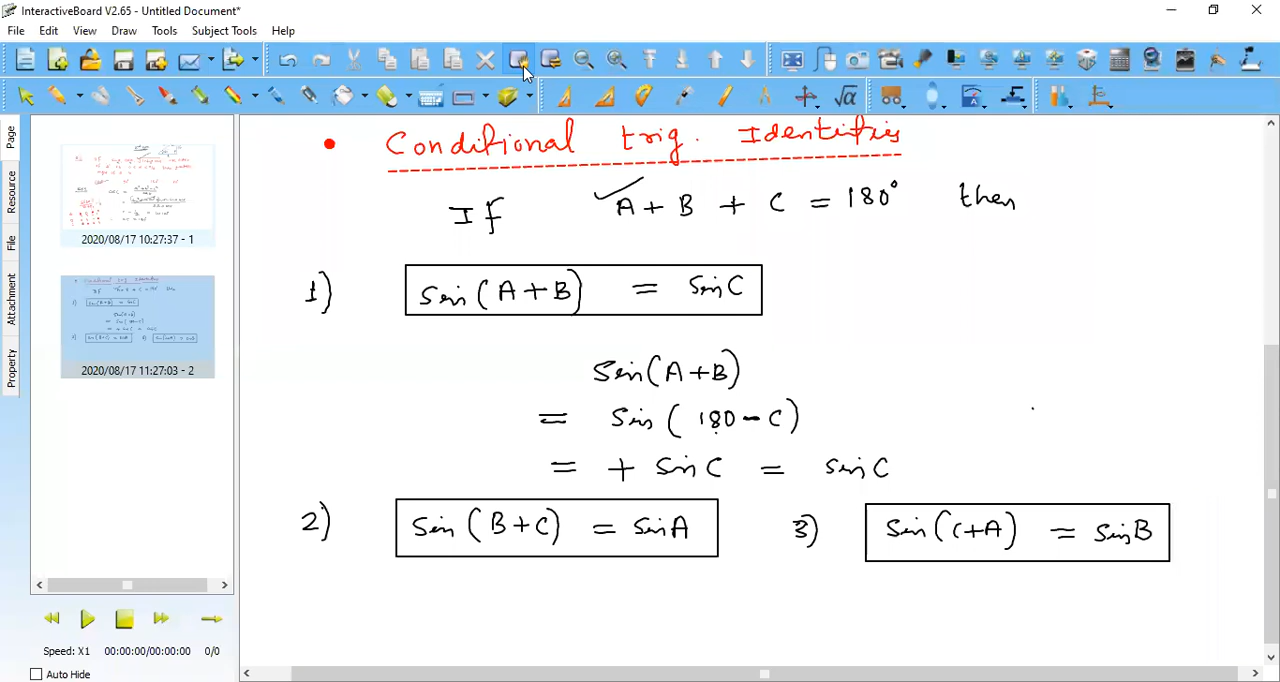 InteractiveBoard V2.65 - Untitled Document*
File Edit View Draw Tools Subject Tools Help
Page
Resource
File
Attachment
Property
2020/08/17 10:27:37 - 1
2020/08/17 11:27:03 - 2
Speed: X1 00:00:00/00:00:00 0/0
Auto Hide
• Conditional trig. Identities
If A + B + C = 180° then
1) Sin(A+B) = SinC
Sin(A+B)
= Sin(180-C)
= + SinC = SinC
2) Sin(B+C) = SinA 3) Sin(C+A) = SinB